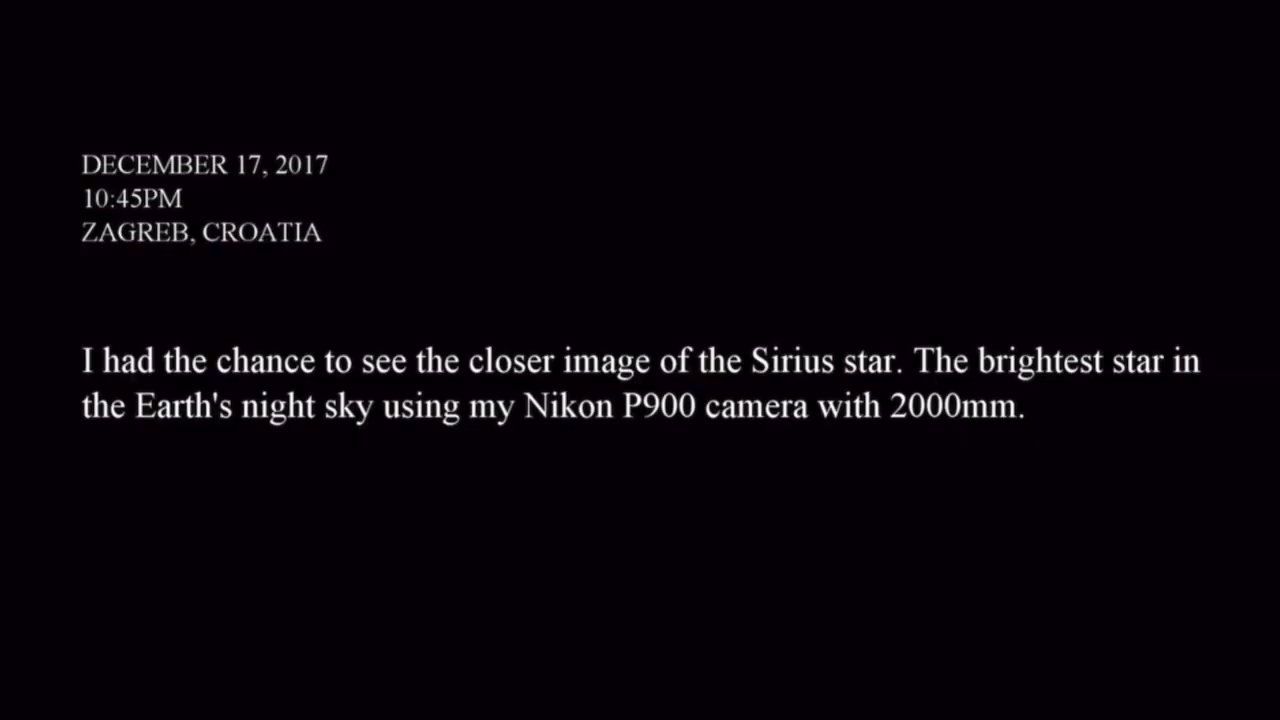 DECEMBER 17, 2017
10:45PM
ZAGREB, CROATIA
I had the chance to see the closer image of the Sirius star. The brightest star in
the Earth's night sky using my Nikon P900 camera with 2000mm.